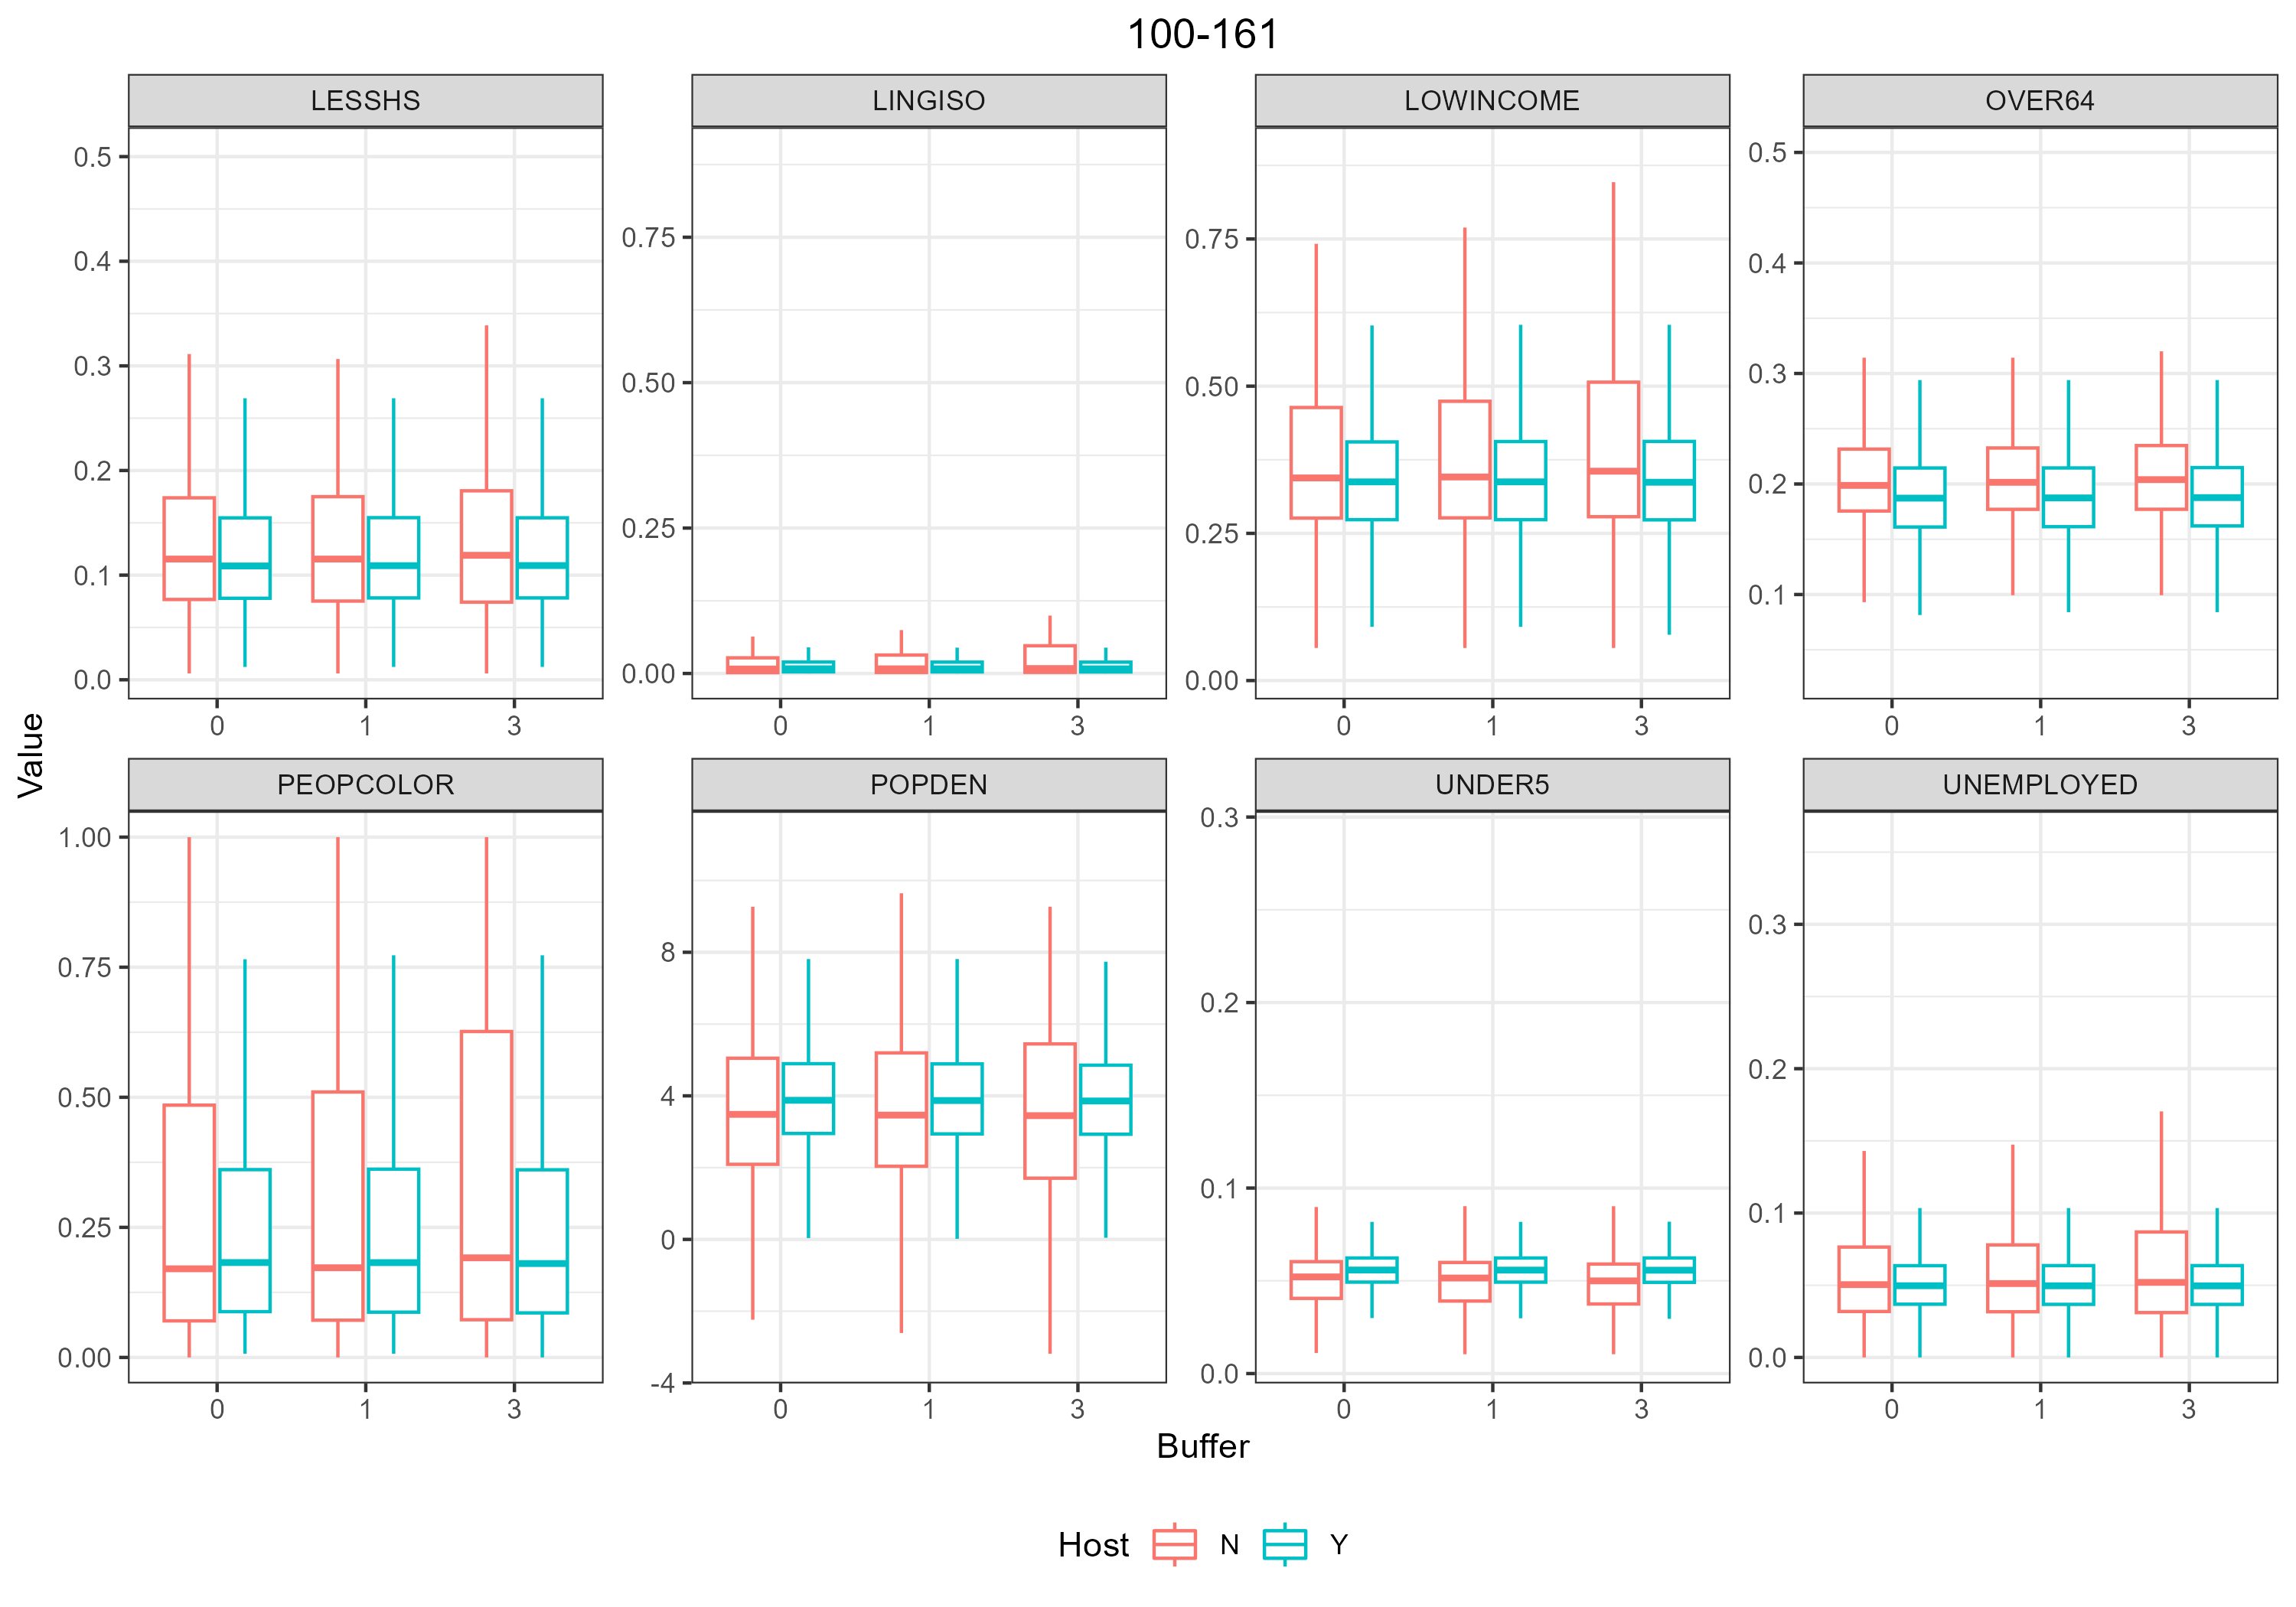 100-161
LESSHS LINGISO LOWINCOME OVER64
0.5 0.4 0.3 0.2 0.1 0.0
0.75 0.50 0.25 0.00
0.75 0.50 0.25 0.00
0.5 0.4 0.3 0.2 0.1
0 1 3 0 1 3 0 1 3 0 1 3
Value
PEOPCOLOR POPDEN UNDER5 UNEMPLOYED
1.00 0.75 0.50 0.25 0.00
8 4 0 -4
0.3 0.2 0.1 0.0
0.3 0.2 0.1 0.0
0 1 3 0 1 3 0 1 3 0 1 3
Buffer
Host N Y